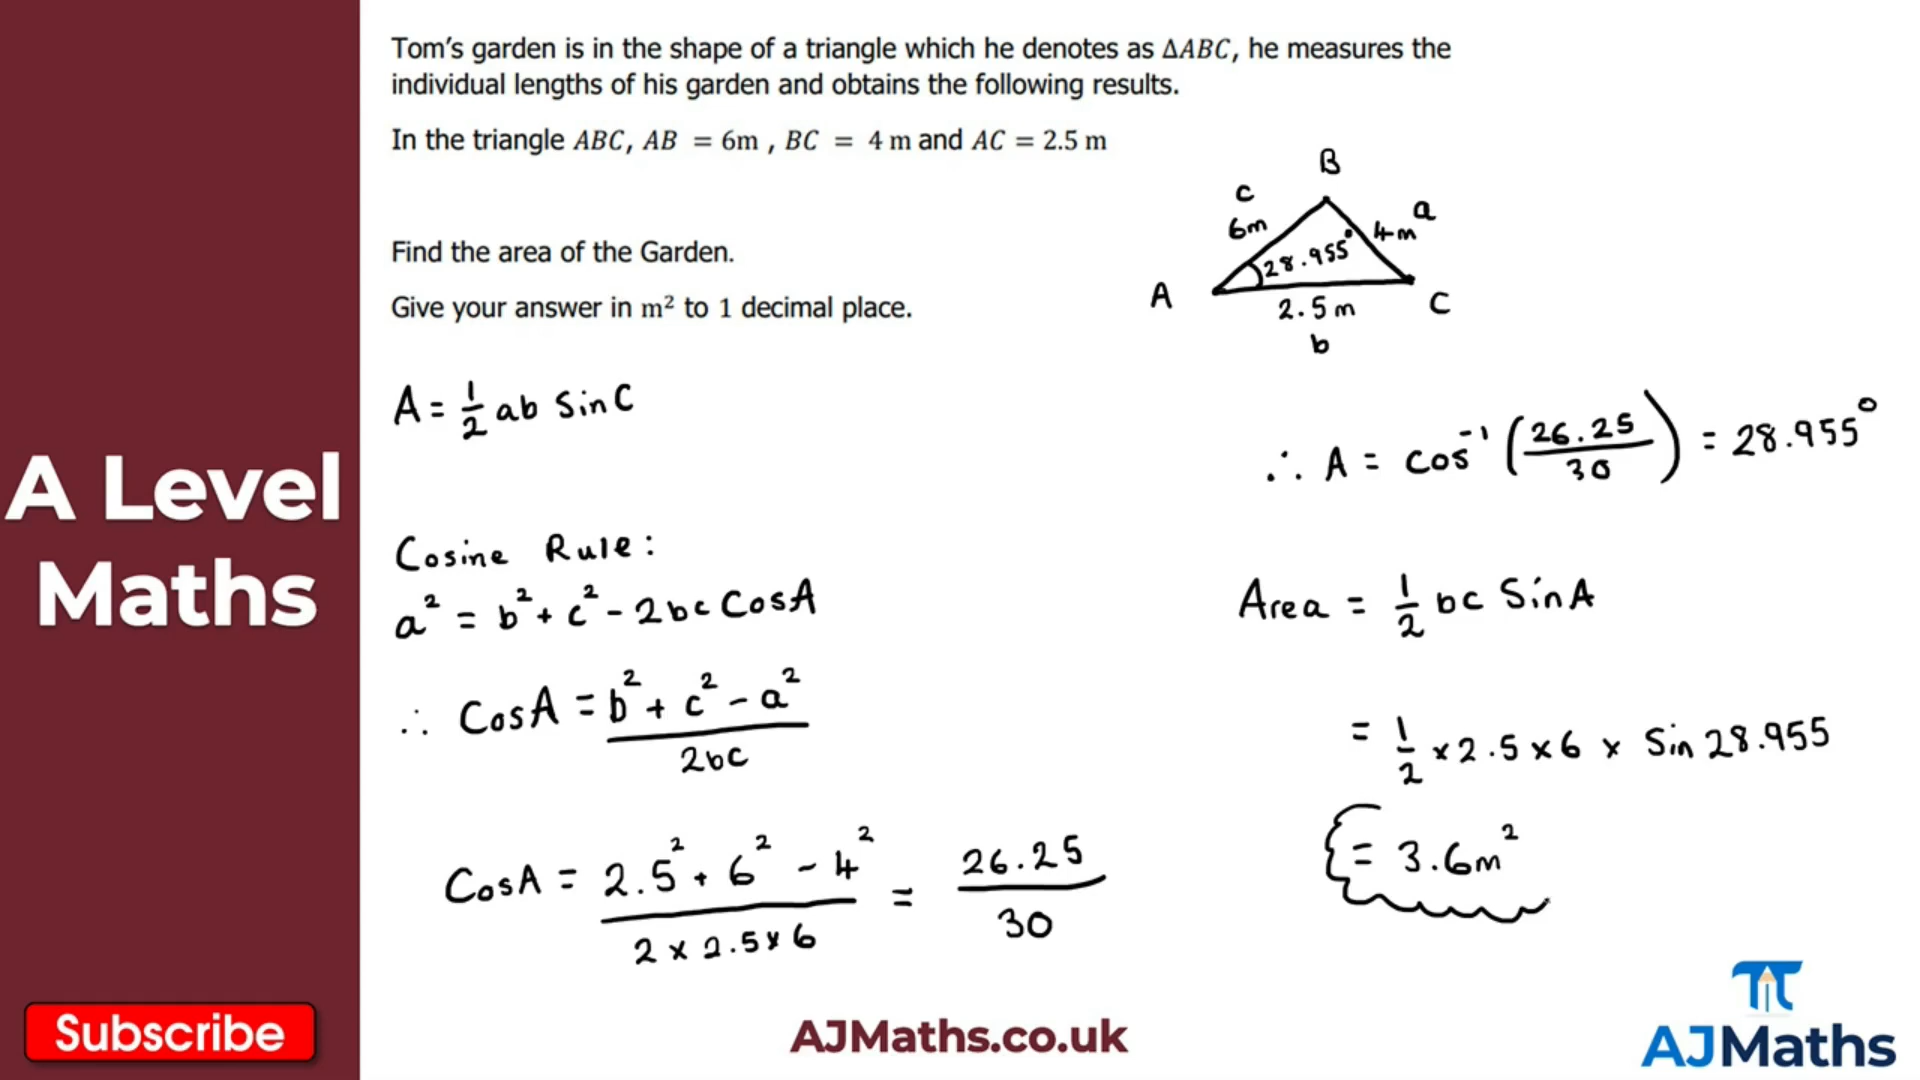 Tom's garden is in the shape of a triangle which he denotes as ΔABC, he measures the
individual lengths of his garden and obtains the following results.
In the triangle ABC, AB = 6m , BC = 4 m and AC = 2.5 m
Find the area of the Garden.
Give your answer in m² to 1 decimal place.
B
c
6m
a
4m
28.955°
A
2.5m
C
b
A = 1/2 ab Sin C
Cosine Rule:
a² = b² + c² - 2bc CosA
∴ CosA = b² + c² - a² / 2bc
CosA = 2.5² + 6² - 4² / 2 × 2.5 × 6 = 26.25 / 30
∴ A = cos⁻¹ (26.25 / 30) = 28.955°
Area = 1/2 bc SinA
= 1/2 × 2.5 × 6 × Sin 28.955
= 3.6m²
A Level
Maths
Subscribe
AJMaths.co.uk
AJMaths